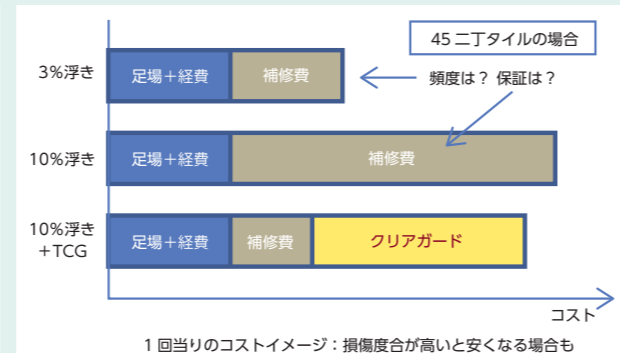 45 二丁タイルの場合
3%浮き
足場+経費
補修費
頻度は? 保証は?
10%浮き
足場+経費
補修費
10%浮き
+TCG
足場+経費
補修費
クリアガード
コスト
1 回当りのコストイメージ:損傷度合が高いと安くなる場合も